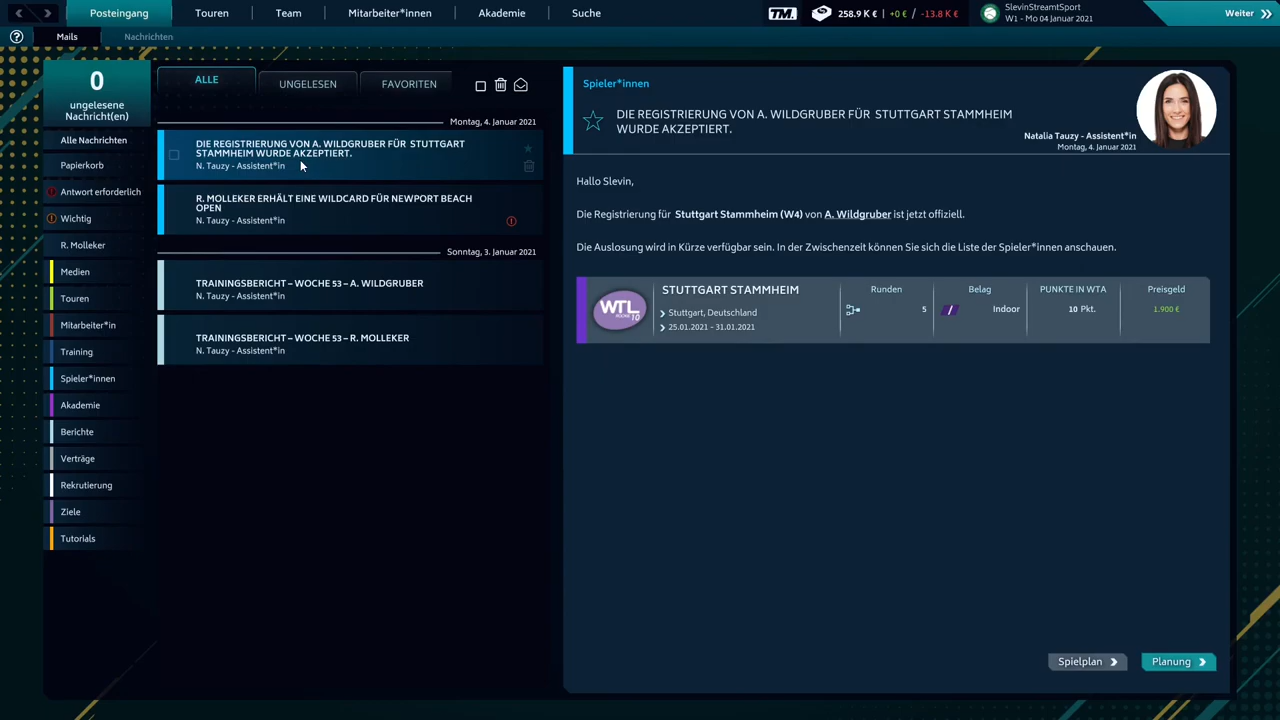 Posteingang
Touren
Team
Mitarbeiter*innen
Akademie
Suche
TM.
258.9 K € | +0 € / -13.8 K €
SlevinStreamtSport
W1 - Mo 04 Januar 2021
Weiter
Mails
Nachrichten
0
ungelesene
Nachricht(en)
Alle Nachrichten
Papierkorb
Antwort erforderlich
Wichtig
R. Molleker
Medien
Touren
Mitarbeiter*in
Training
Spieler*innen
Akademie
Berichte
Verträge
Rekrutierung
Ziele
Tutorials
ALLE
UNGELESEN
FAVORITEN
Montag, 4. Januar 2021
DIE REGISTRIERUNG VON A. WILDGRUBER FÜR STUTTGART
STAMMHEIM WURDE AKZEPTIERT.
N. Tauzy - Assistent*in
R. MOLLEKER ERHÄLT EINE WILDCARD FÜR NEWPORT BEACH
OPEN
N. Tauzy - Assistent*in
Sonntag, 3. Januar 2021
TRAININGSBERICHT – WOCHE 53 – A. WILDGRUBER
N. Tauzy - Assistent*in
TRAININGSBERICHT – WOCHE 53 – R. MOLLEKER
N. Tauzy - Assistent*in
Spieler*innen
DIE REGISTRIERUNG VON A. WILDGRUBER FÜR STUTTGART STAMMHEIM
WURDE AKZEPTIERT.
Natalia Tauzy - Assistent*in
Montag, 4. Januar 2021
Hallo Slevin,
Die Registrierung für Stuttgart Stammheim (W4) von A. Wildgruber ist jetzt offiziell.
Die Auslosung wird in Kürze verfügbar sein. In der Zwischenzeit können Sie sich die Liste der Spieler*innen anschauen.
WTL
10
STUTTGART STAMMHEIM
Stuttgart, Deutschland
25.01.2021 - 31.01.2021
Runden
5
Belag
Indoor
PUNKTE IN WTA
10 Pkt.
Preisgeld
1.900 €
Spielplan
Planung